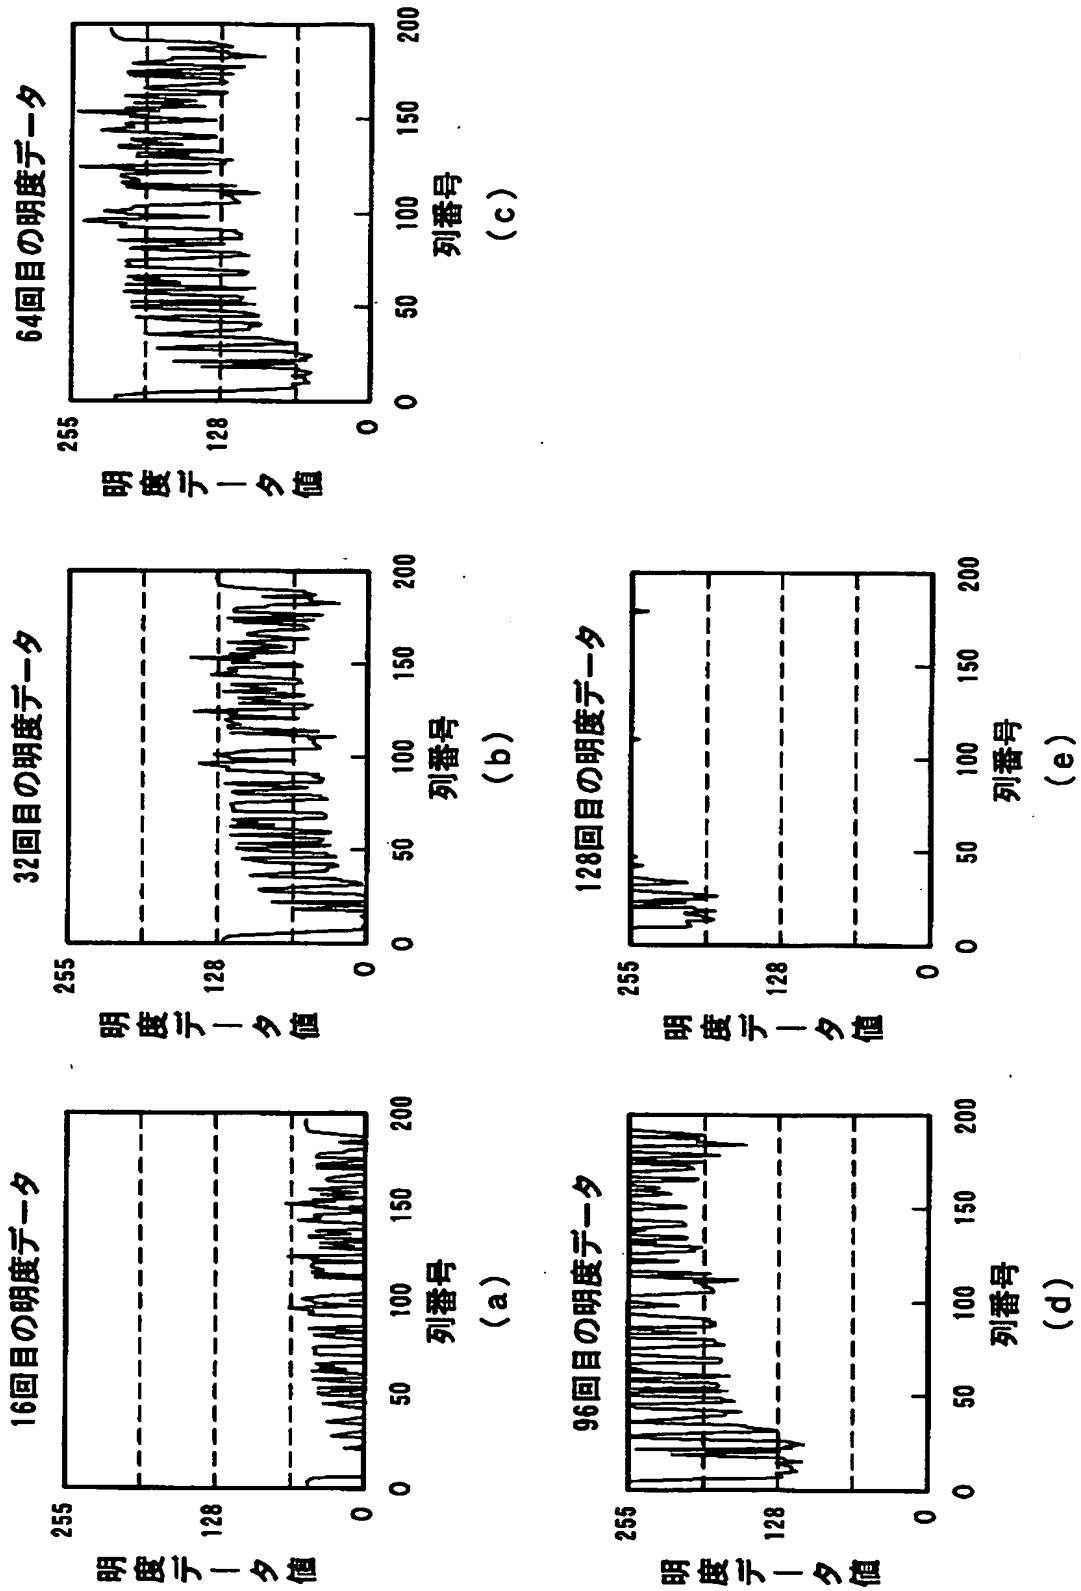 16回目の明度データ
明度データ値
255
128
0
0 50 100 150 200
列番号
(a)
32回目の明度データ
明度データ値
255
128
0
0 50 100 150 200
列番号
(b)
64回目の明度データ
明度データ値
255
128
0
0 50 100 150 200
列番号
(c)
96回目の明度データ
明度データ値
255
128
0
0 50 100 150 200
列番号
(d)
128回目の明度データ
明度データ値
255
128
0
0 50 100 150 200
列番号
(e)